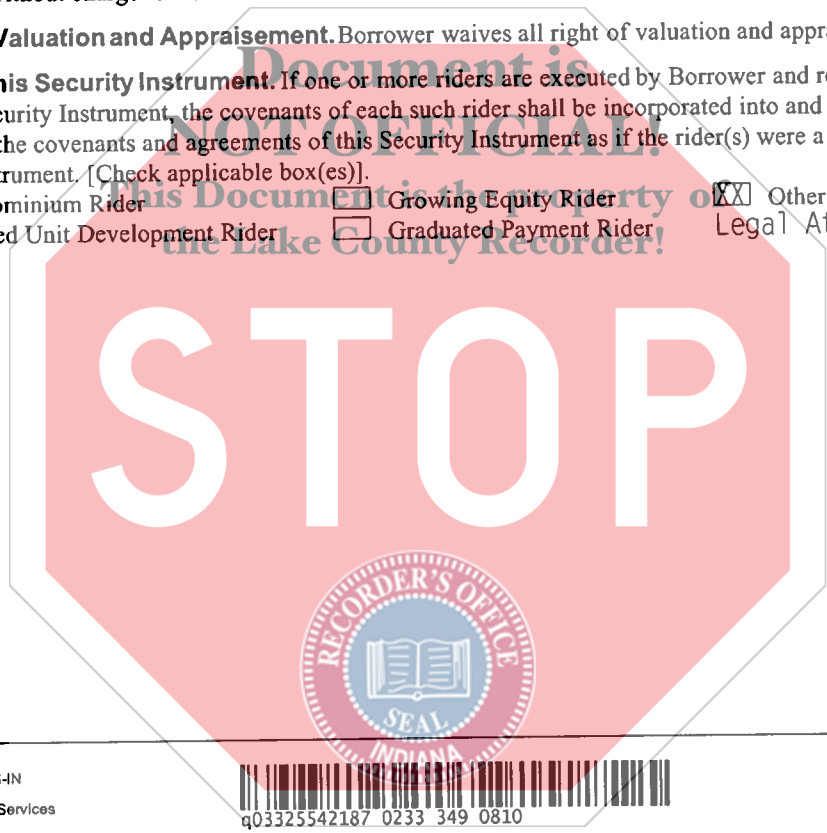 Valuation and Appraisement. Borrower waives all right of valuation and
Document is
his Security Instrument. If one or more riders are executed by Borrower and
curity Instrument, the covenants of each such rider shall be incorporated into and
NOT OFFICIAL!
the covenants and agreements of this Security Instrument as if the rider(s) were a
rument. [Check applicable box(es)].
This Document is the property of
ominium Rider Growing Equity Rider XX Other
the Lake County Recorder!
ed Unit Development Rider Graduated Payment Rider Legal At
STOP
RECORDER'S OFFICE
SEAL
INDIANA
-IN
Services
q03325542187 0233 349 0810